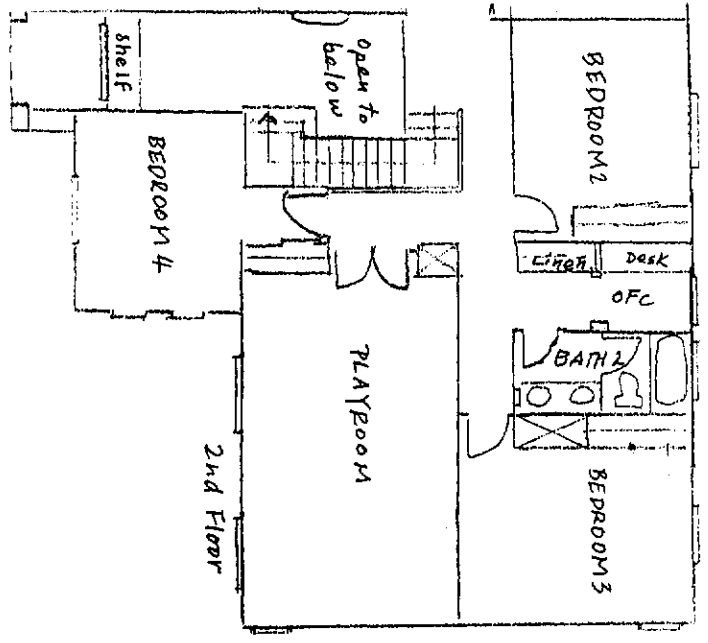 shelf
Open to
below
BEDROOM 2
BEDROOM 4
Linen
Desk
OFC
BATH 2
PLAYROOM
BEDROOM 3
2nd Floor